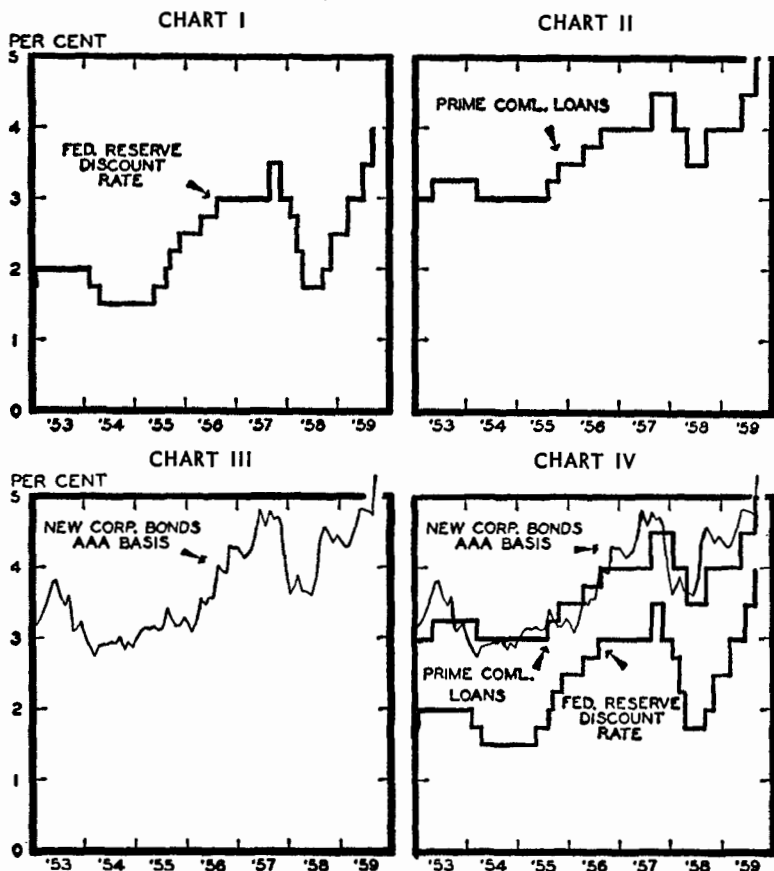 CHART I
PER CENT
5
4
3
2
1
0
FED. RESERVE
DISCOUNT
RATE
'53 '54 '55 '56 '57 '58 '59
CHART II
PRIME COML. LOANS
'53 '54 '55 '56 '57 '58 '59
CHART III
PER CENT
5
4
3
2
1
0
NEW CORP. BONDS
AAA BASIS
'53 '54 '55 '56 '57 '58 '59
CHART IV
NEW CORP. BONDS
AAA BASIS
PRIME COML.
LOANS
FED. RESERVE
DISCOUNT
RATE
'53 '54 '55 '56 '57 '58 '59